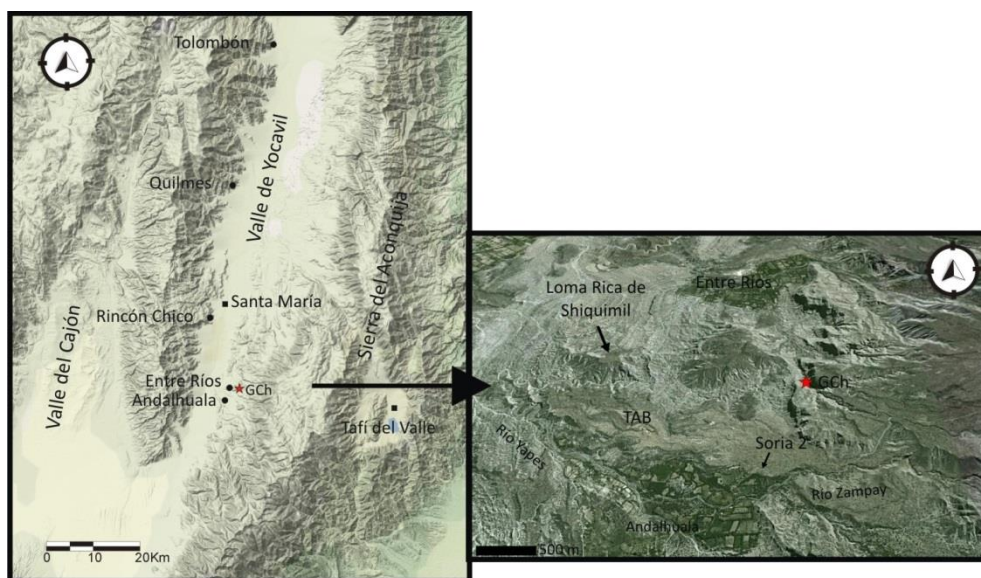 Tolombón
Valle de Yocavil
Quilmes
Sierra del Aconquija
Santa María
Rincón Chico
Valle del Cajón
Entre Ríos
GCh
Andalhuala
Tafí del Valle
0 10 20Km
Entre Ríos
Loma Rica de
Shiquimil
GCh
TAB
Soria 2
Río Yapes
Río Zampay
Andalhuala
500 m